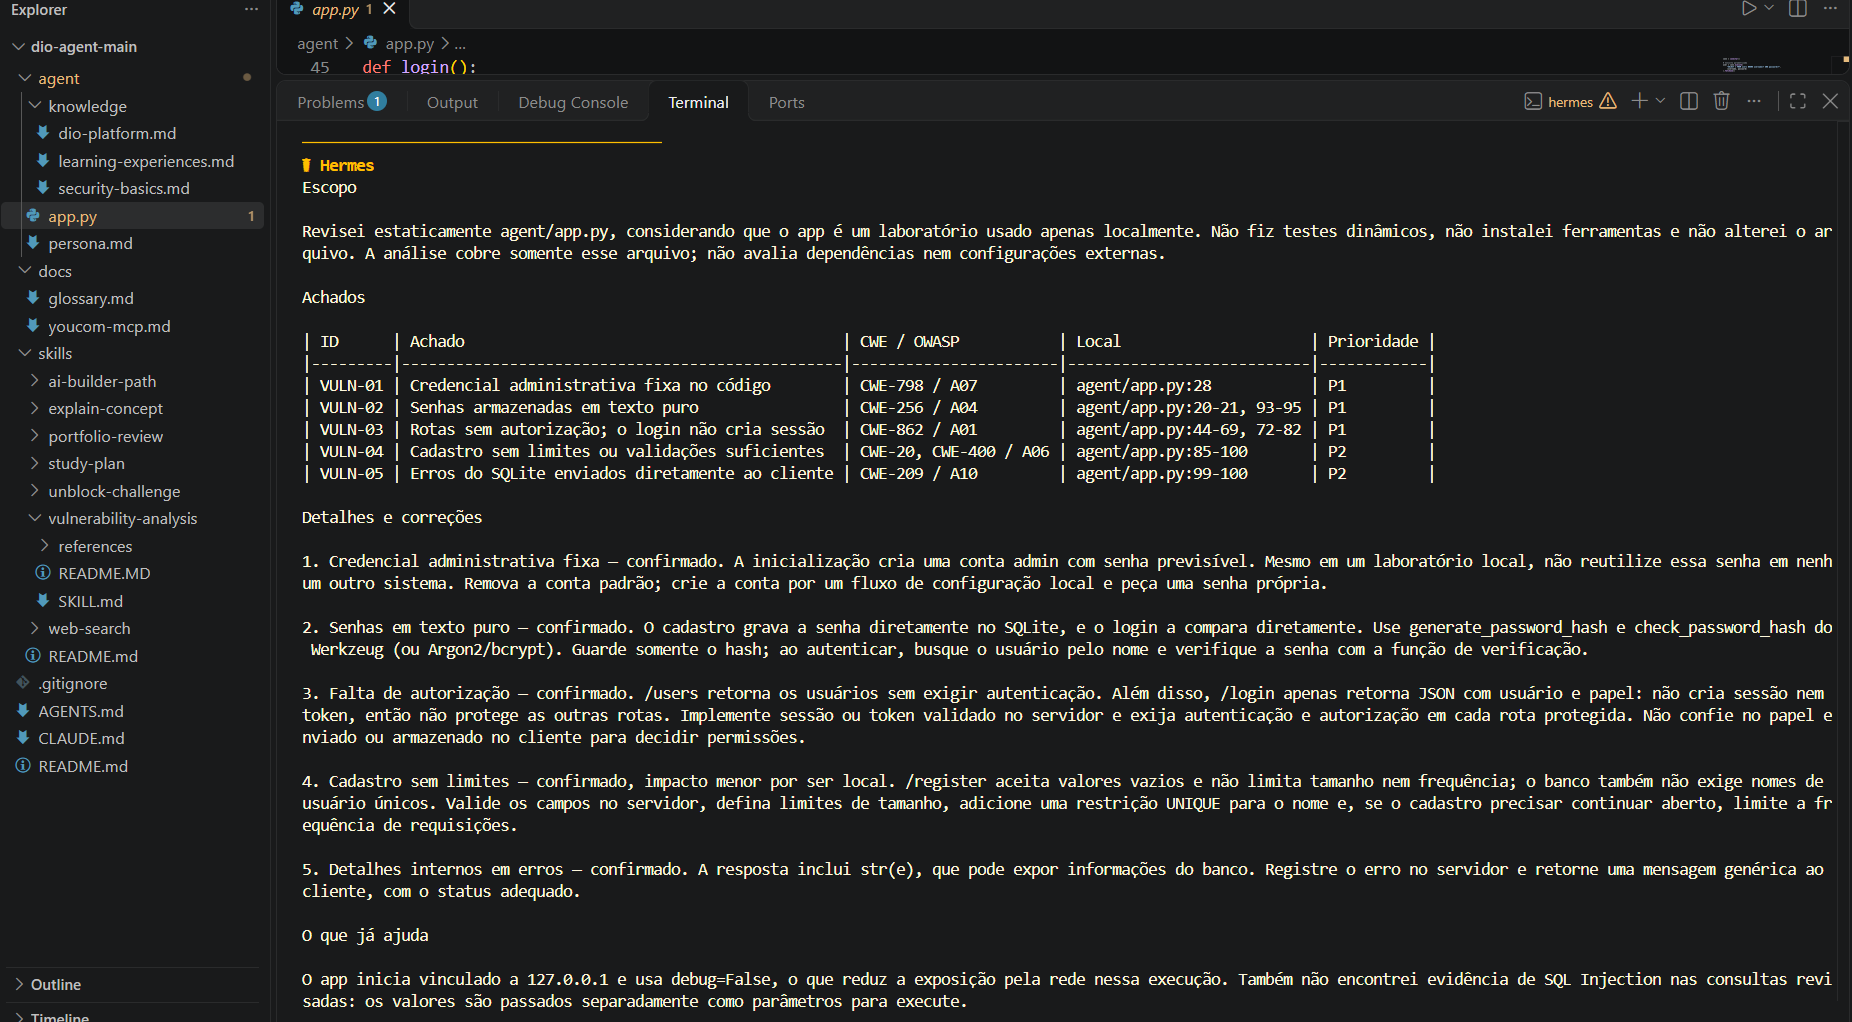 Explorer
dio-agent-main
agent
knowledge
dio-platform.md
learning-experiences.md
security-basics.md
app.py 1
persona.md
docs
glossary.md
youcom-mcp.md
skills
ai-builder-path
explain-concept
portfolio-review
study-plan
unblock-challenge
vulnerability-analysis
references
README.MD
SKILL.md
web-search
README.md
.gitignore
AGENTS.md
CLAUDE.md
README.md
Outline
Timeline
app.py 1
agent > app.py > ...
45 def login():
Problems 1 Output Debug Console Terminal Ports
hermes
Hermes
Escopo
Revisei estaticamente agent/app.py, considerando que o app é um laboratório usado apenas localmente. Não fiz testes dinâmicos, não instalei ferramentas e não alterei o ar
quivo. A análise cobre somente esse arquivo; não avalia dependências nem configurações externas.
Achados
| ID | Achado | CWE / OWASP | Local | Prioridade |
|---------|-------------------------------------------------|-----------------------|---------------------------|------------|
| VULN-01 | Credencial administrativa fixa no código | CWE-798 / A07 | agent/app.py:28 | P1 |
| VULN-02 | Senhas armazenadas em texto puro | CWE-256 / A04 | agent/app.py:20-21, 93-95 | P1 |
| VULN-03 | Rotas sem autorização; o login não cria sessão | CWE-862 / A01 | agent/app.py:44-69, 72-82 | P1 |
| VULN-04 | Cadastro sem limites ou validações suficientes | CWE-20, CWE-400 / A06 | agent/app.py:85-100 | P2 |
| VULN-05 | Erros do SQLite enviados diretamente ao cliente | CWE-209 / A10 | agent/app.py:99-100 | P2 |
Detalhes e correções
1. Credencial administrativa fixa — confirmado. A inicialização cria uma conta admin com senha previsível. Mesmo em um laboratório local, não reutilize essa senha em nenh
um outro sistema. Remova a conta padrão; crie a conta por um fluxo de configuração local e peça uma senha própria.
2. Senhas em texto puro — confirmado. O cadastro grava a senha diretamente no SQLite, e o login a compara diretamente. Use generate_password_hash e check_password_hash do
Werkzeug (ou Argon2/bcrypt). Guarde somente o hash; ao autenticar, busque o usuário pelo nome e verifique a senha com a função de verificação.
3. Falta de autorização — confirmado. /users retorna os usuários sem exigir autenticação. Além disso, /login apenas retorna JSON com usuário e papel: não cria sessão nem
token, então não protege as outras rotas. Implemente sessão ou token validado no servidor e exija autenticação e autorização em cada rota protegida. Não confie no papel e
nviado ou armazenado no cliente para decidir permissões.
4. Cadastro sem limites — confirmado, impacto menor por ser local. /register aceita valores vazios e não limita tamanho nem frequência; o banco também não exige nomes de
usuário únicos. Valide os campos no servidor, defina limites de tamanho, adicione uma restrição UNIQUE para o nome e, se o cadastro precisar continuar aberto, limite a fr
equência de requisições.
5. Detalhes internos em erros — confirmado. A resposta inclui str(e), que pode expor informações do banco. Registre o erro no servidor e retorne uma mensagem genérica ao
cliente, com o status adequado.
O que já ajuda
O app inicia vinculado a 127.0.0.1 e usa debug=False, o que reduz a exposição pela rede nessa execução. Também não encontrei evidência de SQL Injection nas consultas revi
sadas: os valores são passados separadamente como parâmetros para execute.